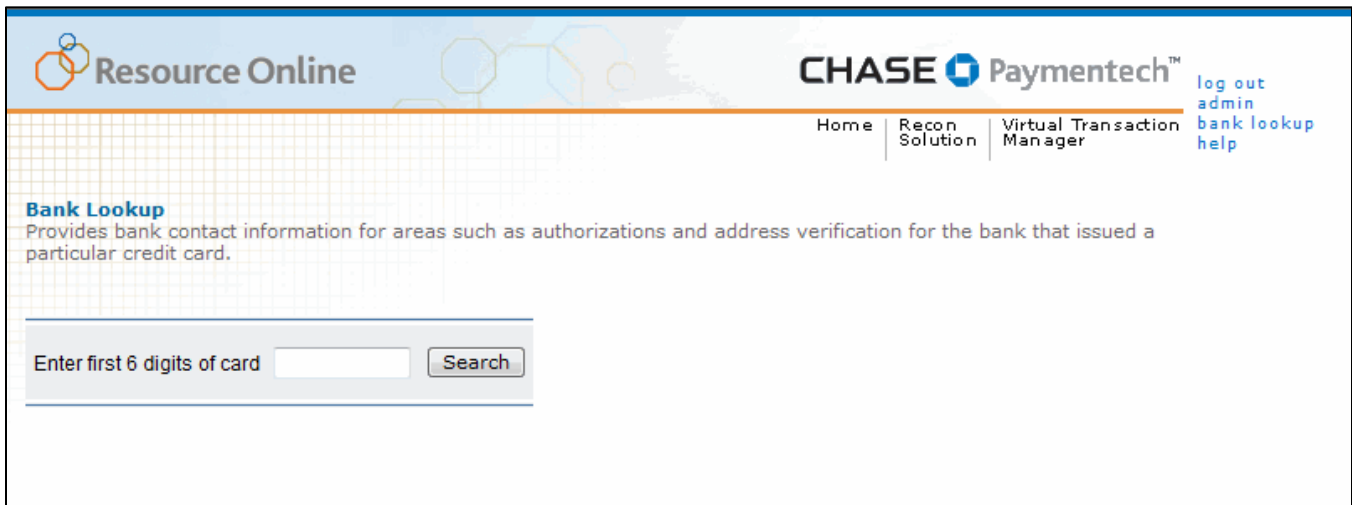 Resource Online
CHASE Paymentech™
log out
admin
bank lookup
help
Home
Recon
Solution
Virtual Transaction
Manager
Bank Lookup
Provides bank contact information for areas such as authorizations and address verification for the bank that issued a
particular credit card.
Enter first 6 digits of card
Search